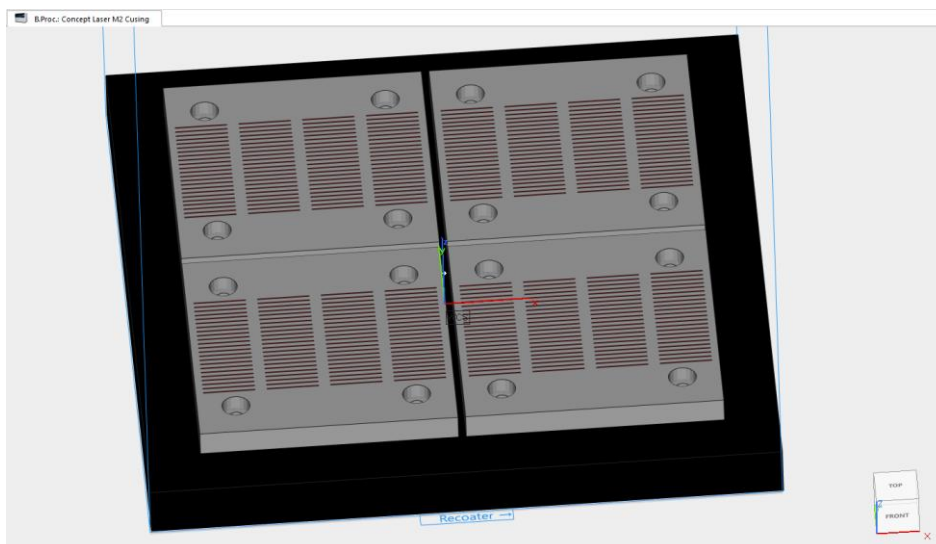 B.Proc.: Concept Laser M2 Cusing
Z
Y
X
Recoater →
TOP
Z
FRONT
X